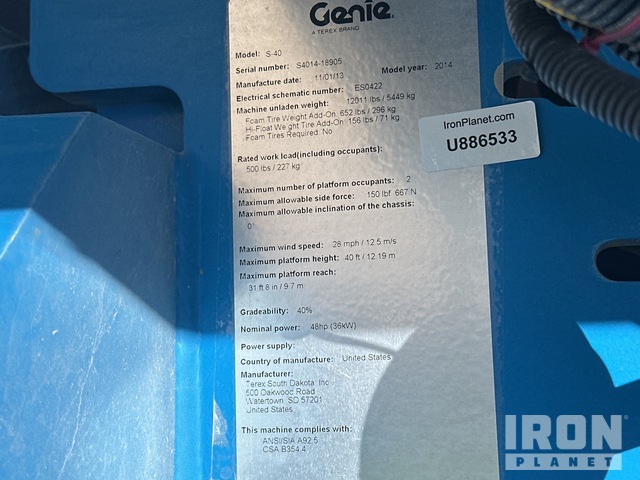 Genie.
A TEREX BRAND
Model: S-40
Serial number: S4014-18905
Manufacture date: 11/01/13 Model year: 2014
Electrical schematic number: ES0422
Machine unladen weight: 12011 lbs / 5449 kg
Foam Tire Weight Add-On: 652 lbs / 296 kg
Hi-Float Weight Tire Add-On: 156 lbs / 71 kg
Foam Tires Required: No
Rated work load(including occupants):
500 lbs / 227 kg
Maximum number of platform occupants: 2
Maximum allowable side force: 150 lbf 667 N
Maximum allowable inclination of the chassis:
0°
Maximum wind speed: 28 mph / 12.5 m/s
Maximum platform height: 40 ft / 12.19 m
Maximum platform reach:
31 ft 8 in / 9.7 m
Gradeability: 40%
Nominal power: 48hp (36kW)
Power supply:
Country of manufacture: United States
Manufacturer:
Terex South Dakota, Inc
500 Oakwood Road
Watertown, SD 57201
United States
This machine complies with:
ANSI/SIA A92.5
CSA B354.4
IronPlanet.com
U886533
IRON
PLANET